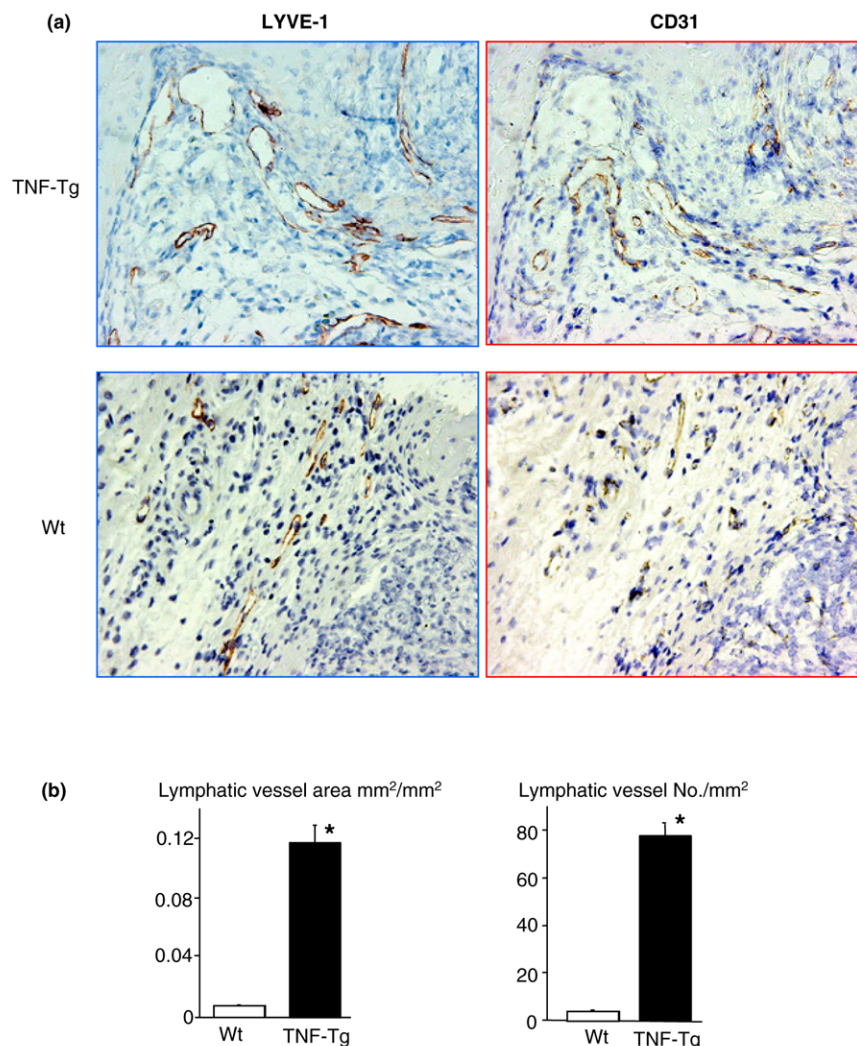 (a) LYVE-1 CD31
TNF-Tg
Wt
(b) Lymphatic vessel area mm²/mm² Lymphatic vessel No./mm²
0.12
0.08
0.04
0
Wt TNF-Tg
*
80
60
40
20
0
Wt TNF-Tg
*